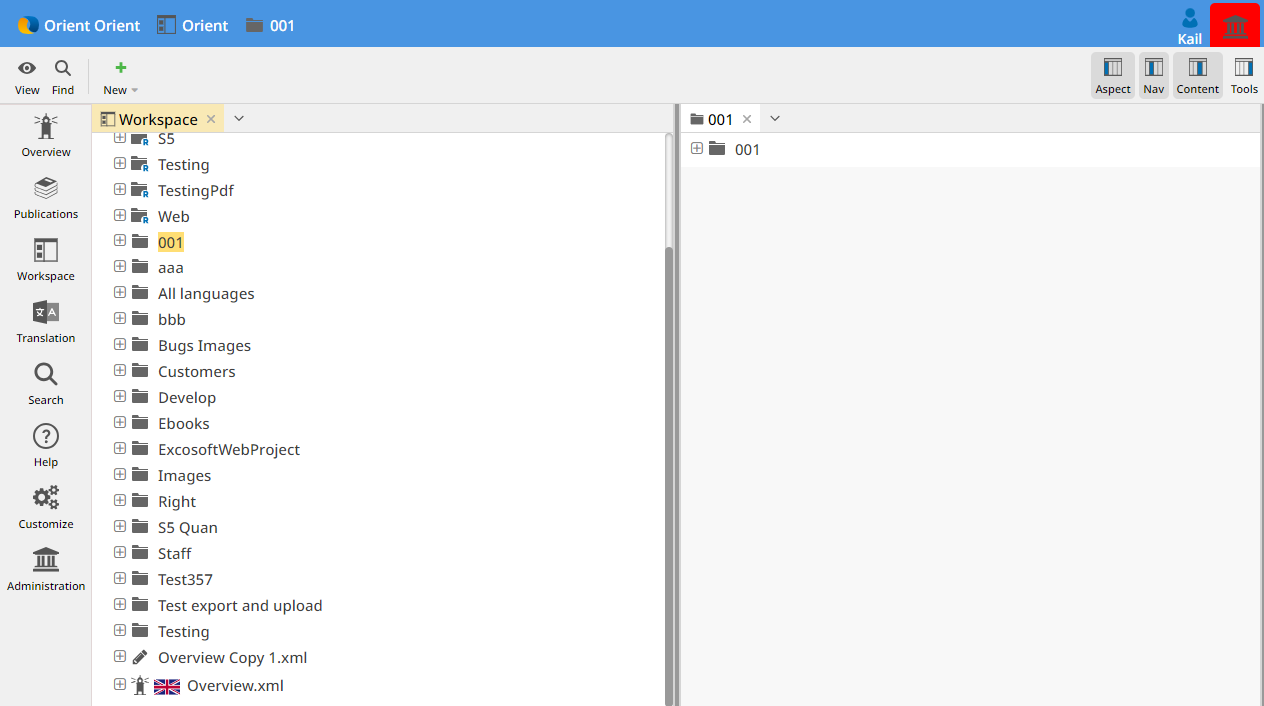 Orient Orient Orient 001
Kail
View Find New
Aspect Nav Content Tools
Overview
Publications
Workspace
Translation
Search
Help
Customize
Administration
Workspace
S5
Testing
TestingPdf
Web
001
aaa
All languages
bbb
Bugs Images
Customers
Develop
Ebooks
ExcosoftWebProject
Images
Right
S5 Quan
Staff
Test357
Test export and upload
Testing
Overview Copy 1.xml
Overview.xml
001
001